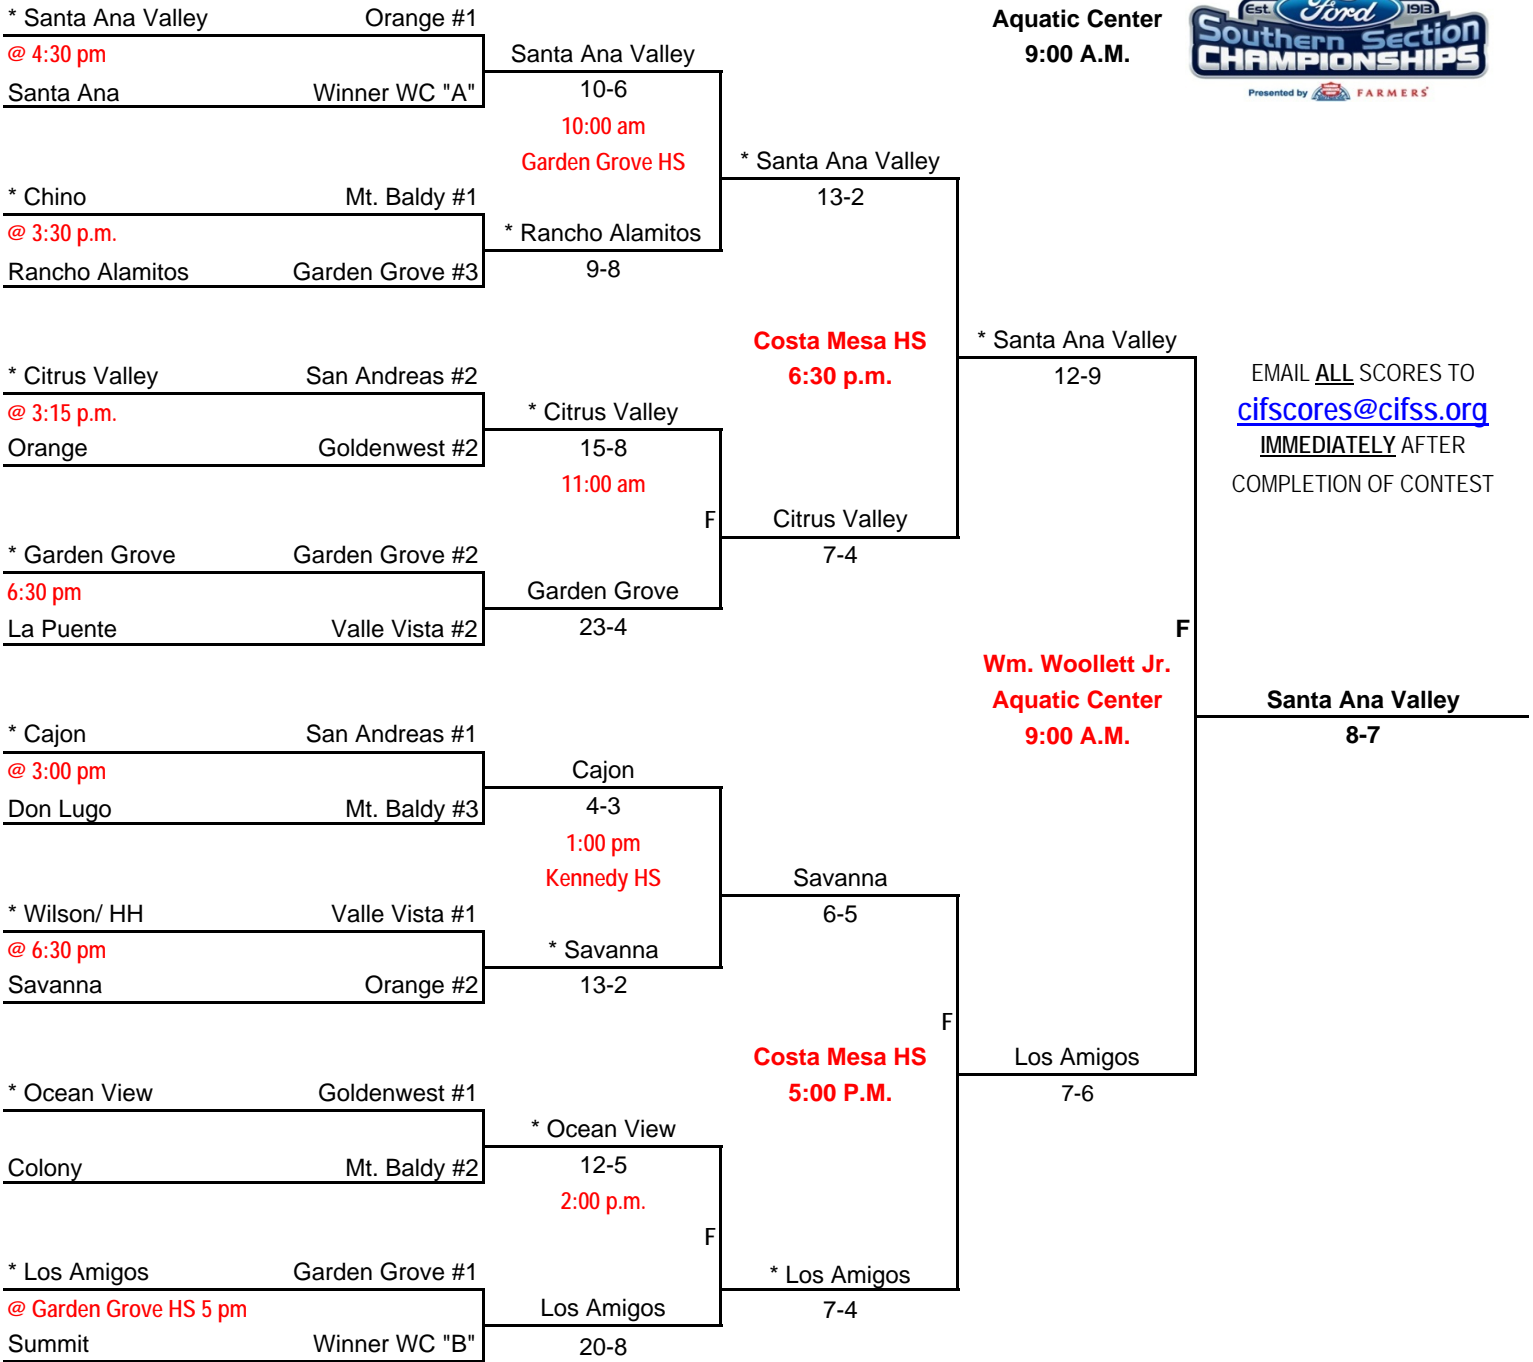 * Santa Ana Valley Orange #1
@ 4:30 pm
Santa Ana Winner WC "A"
* Chino Mt. Baldy #1
@ 3:30 p.m.
Rancho Alamitos Garden Grove #3
* Citrus Valley San Andreas #2
@ 3:15 p.m.
Orange Goldenwest #2
* Garden Grove Garden Grove #2
6:30 pm
La Puente Valle Vista #2
* Cajon San Andreas #1
@ 3:00 pm
Don Lugo Mt. Baldy #3
* Wilson/ HH Valle Vista #1
@ 6:30 pm
Savanna Orange #2
* Ocean View Goldenwest #1
Colony Mt. Baldy #2
* Los Amigos Garden Grove #1
@ Garden Grove HS 5 pm
Summit Winner WC "B"
Santa Ana Valley
10-6
10:00 am
Garden Grove HS
* Rancho Alamitos
9-8
* Citrus Valley
15-8
11:00 am
F
Garden Grove
23-4
Cajon
4-3
1:00 pm
Kennedy HS
* Savanna
13-2
* Ocean View
12-5
2:00 p.m.
F
Los Amigos
20-8
* Santa Ana Valley
13-2
Costa Mesa HS
6:30 p.m.
Citrus Valley
7-4
Savanna
6-5
F
Costa Mesa HS
5:00 P.M.
* Los Amigos
7-4
Aquatic Center
9:00 A.M.
* Santa Ana Valley
12-9
F
Wm. Woollett Jr.
Aquatic Center
9:00 A.M.
Los Amigos
7-6
Est. Ford 1913
Southern Section
CHAMPIONSHIPS
Presented by FARMERS
EMAIL ALL SCORES TO
cifscores@cifss.org
IMMEDIATELY AFTER
COMPLETION OF CONTEST
Santa Ana Valley
8-7